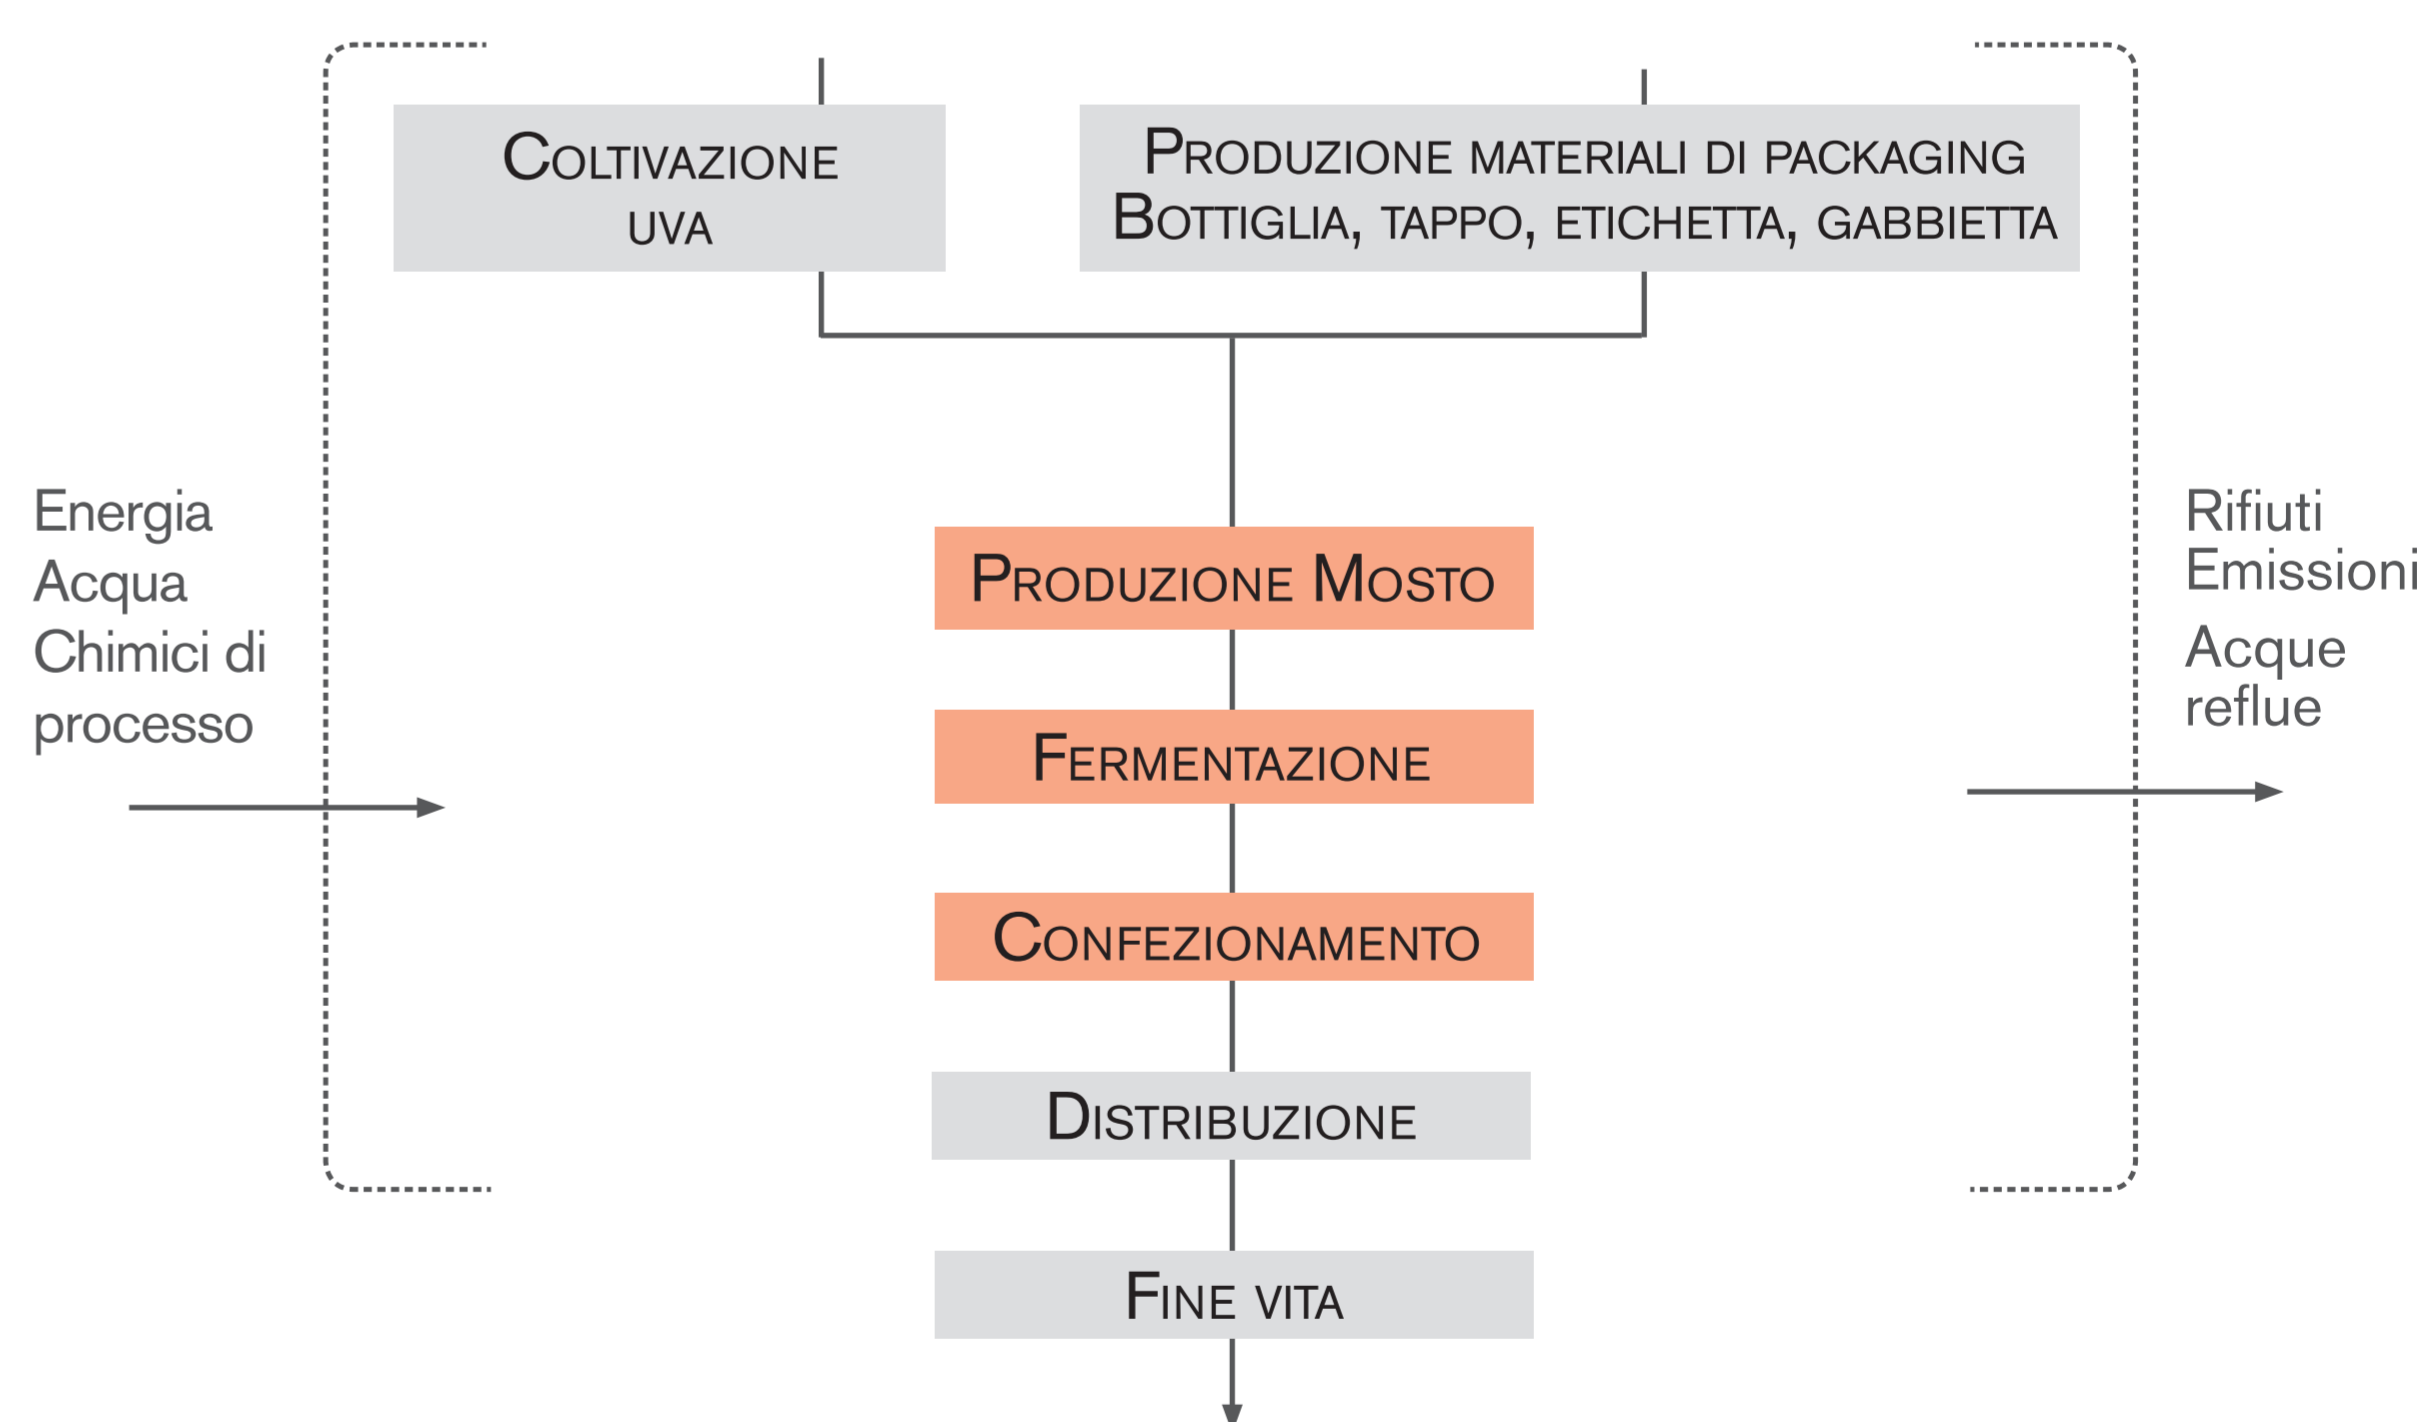 Coltivazione
uva
Produzione materiali di packaging
Bottiglia, tappo, etichetta, gabbietta
Energia
Acqua
Chimici di
processo
Produzione Mosto
Fermentazione
Confezionamento
Distribuzione
Fine vita
Rifiuti
Emissioni
Acque
reflue